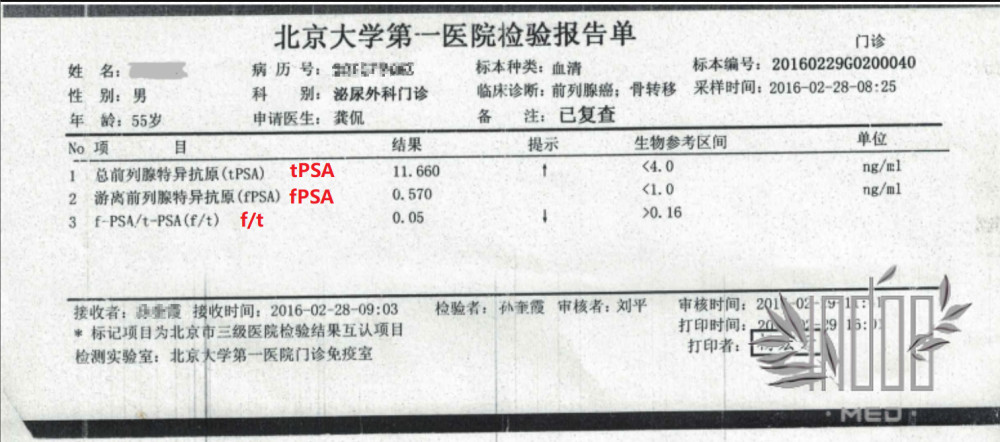 北京大学第一医院检验报告单
门诊
姓 名: 病 历 号: 标本种类: 血清 标本编号: 20160229G0200040
性 别: 男 科 别: 泌尿外科门诊 临床诊断: 前列腺癌; 骨转移 采样时间: 2016-02-28-08:25
年 龄: 55岁 申请医生: 龚侃 备 注: 已复查
No 项 目 结果 提示 生物参考区间 单位
1 总前列腺特异抗原(tPSA) tPSA 11.660 ↑ <4.0 ng/ml
2 游离前列腺特异抗原(fPSA) fPSA 0.570 <1.0 ng/ml
3 f-PSA/t-PSA(f/t) f/t 0.05 ↓ >0.16
接收者: 孙奎霞 接收时间: 2016-02-28-09:03 检验者: 孙奎霞 审核者: 刘平 审核时间:
* 标记项目为北京市三级医院检验结果互认项目 打印时间:
检测实验室: 北京大学第一医院门诊免疫室 打印者:
MED